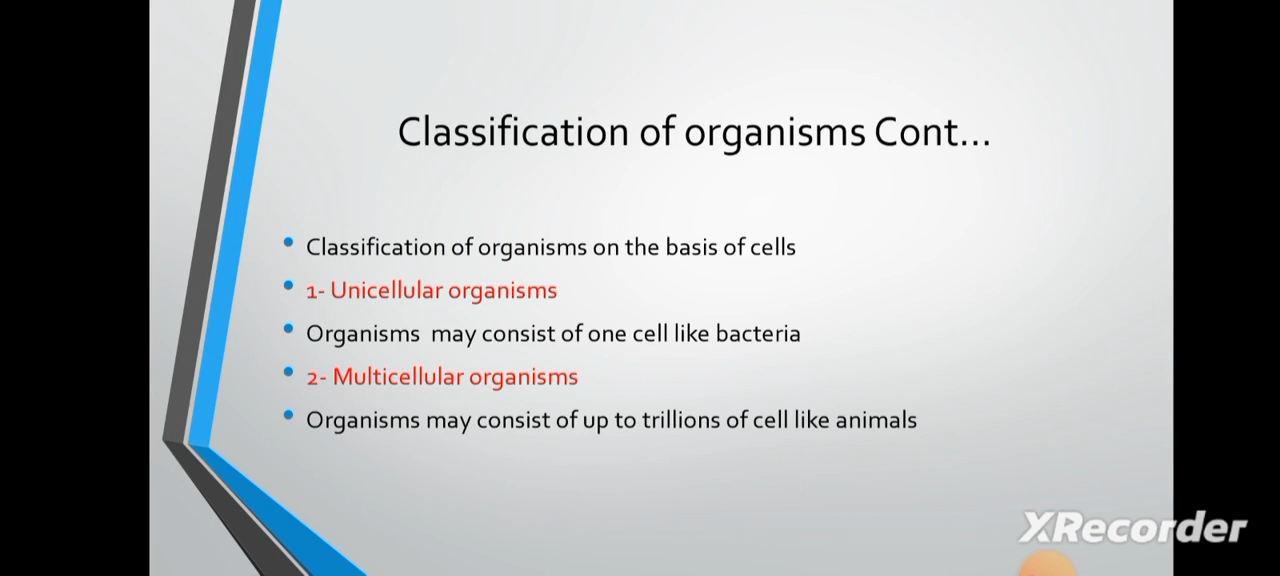 Classification of organisms Cont...
• Classification of organisms on the basis of cells
• 1- Unicellular organisms
• Organisms may consist of one cell like bacteria
• 2- Multicellular organisms
• Organisms may consist of up to trillions of cell like animals
XRecorder